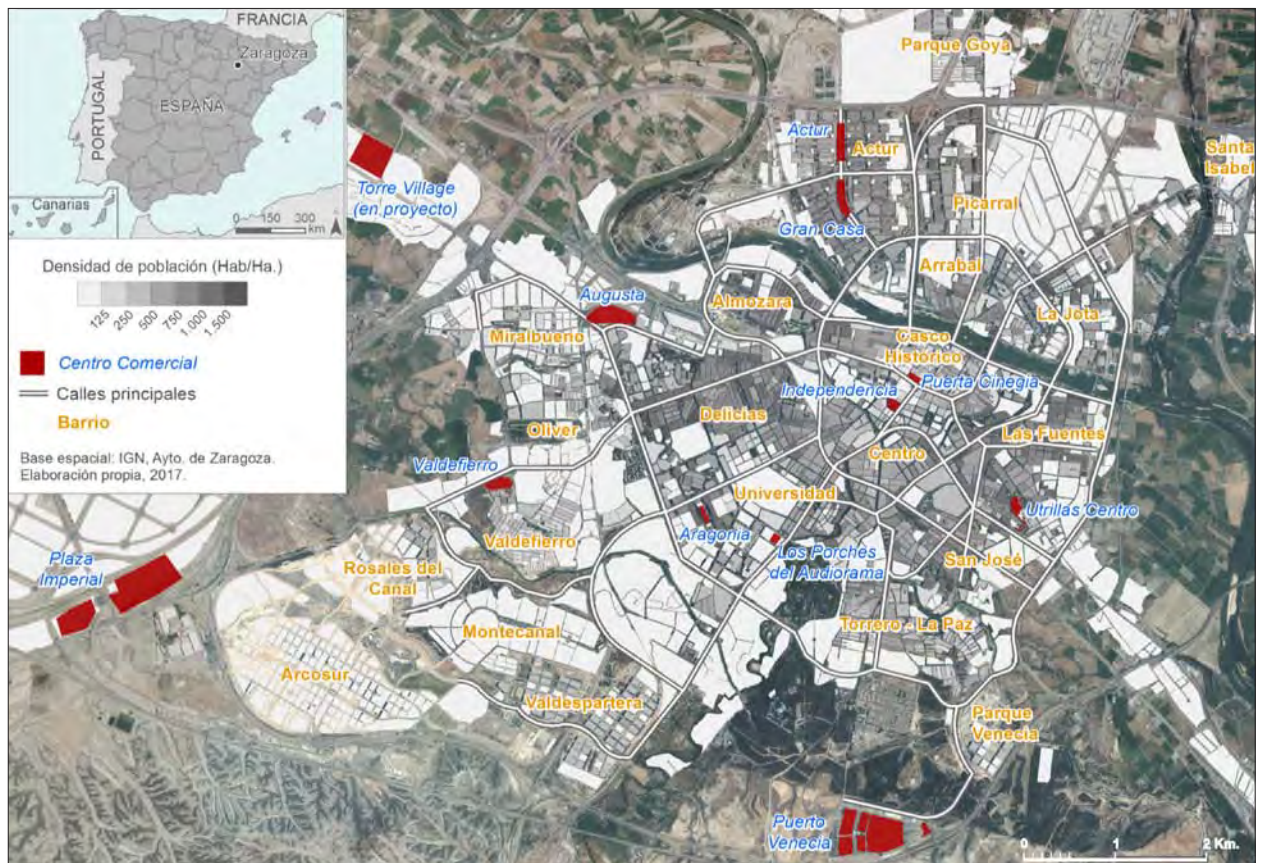 FRANCIA
Zaragoza
PORTUGAL
ESPAÑA
Canarias
0 150 300
km
Densidad de población (Hab/Ha.)
125 250 500 750 1.000 1.500
Centro Comercial
Calles principales
Barrio
Base espacial: IGN, Ayto. de Zaragoza.
Elaboración propia, 2017.
Parque Goya
Actur
Actur
Santa
Isabel
Torre Village
(en proyecto)
Picarral
Gran Casa
Arrabal
Augusta
Almozara
La Jota
Miralbueno
Casco
Histórico
Independencia
Puerta Cinegia
Delicias
Oliver
Las Fuentes
Centro
Valdefierro
Universidad
Utrillas Centro
Aragonia
Valdefierro
Los Porches
del Audiorama
San José
Plaza
Imperial
Rosales del
Canal
Montecanal
Torrero - La Paz
Arcosur
Valdespartera
Parque
Venecia
Puerto
Venecia
0 1 2 Km.